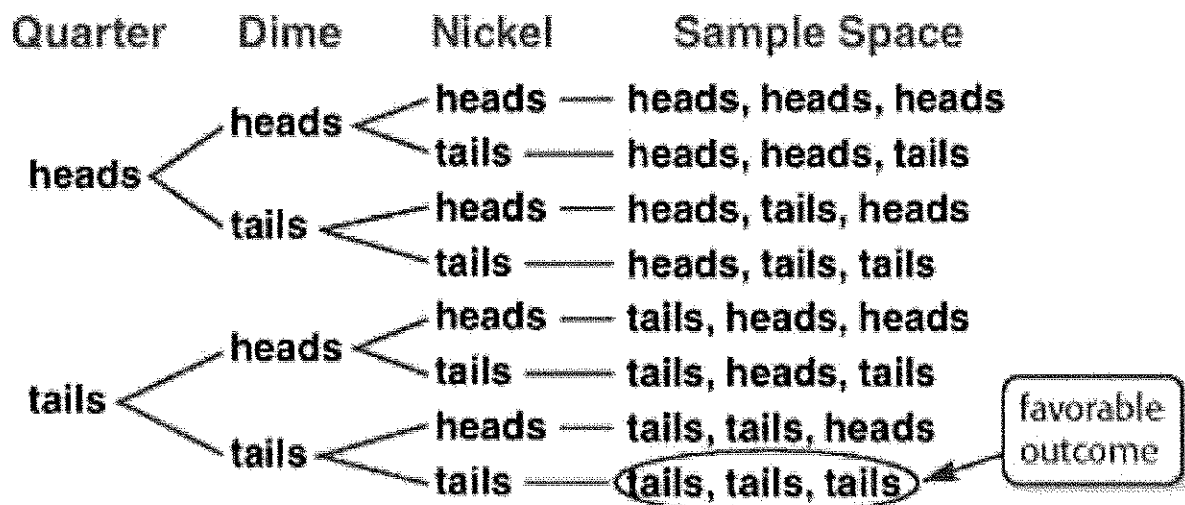 Quarter Dime Nickel Sample Space
heads — heads, heads, heads
heads
tails — heads, heads, tails
heads
heads — heads, tails, heads
tails
tails — heads, tails, tails
heads — tails, heads, heads
heads
tails — tails, heads, tails
tails
heads — tails, tails, heads
tails
tails — tails, tails, tails
favorable
outcome